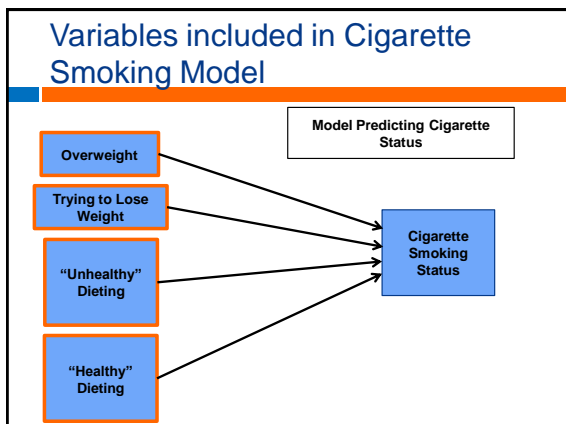 Variables included in Cigarette
Smoking Model
Model Predicting Cigarette
Status
Overweight
Trying to Lose
Weight
“Unhealthy”
Dieting
“Healthy”
Dieting
Cigarette
Smoking
Status